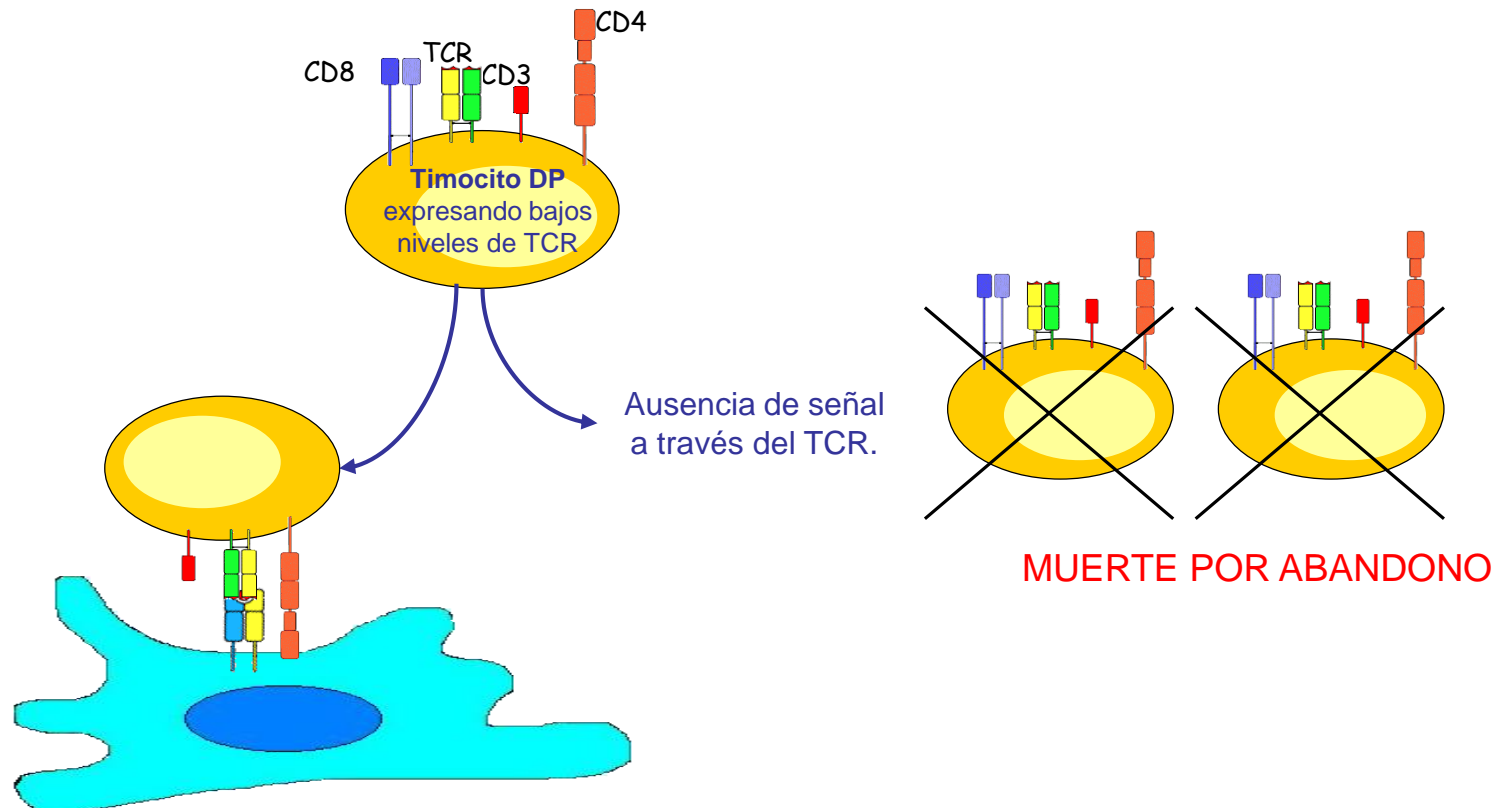 CD4
TCR
CD8
CD3
Timocito DP
expresando bajos
niveles de TCR
Ausencia de señal
a través del TCR.
MUERTE POR ABANDONO